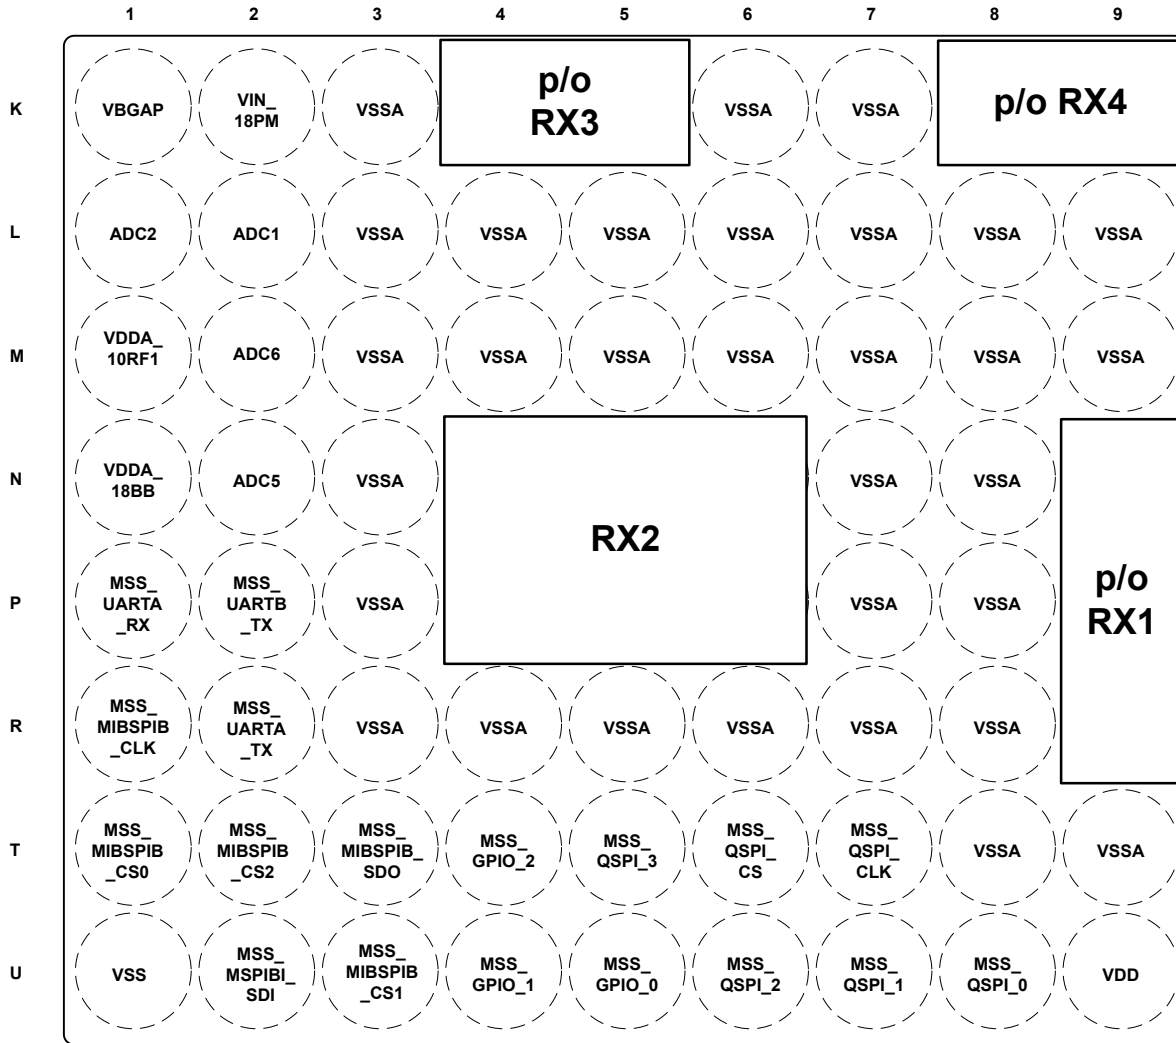 1 2 3 4 5 6 7 8 9
K
VBGAP
VIN_
18PM
VSSA
p/o
RX3
VSSA
VSSA
p/o RX4
L
ADC2
ADC1
VSSA
VSSA
VSSA
VSSA
VSSA
VSSA
VSSA
M
VDDA_
10RF1
ADC6
VSSA
VSSA
VSSA
VSSA
VSSA
VSSA
VSSA
N
VDDA_
18BB
ADC5
VSSA
RX2
VSSA
VSSA
P
MSS_
UARTA
_RX
MSS_
UARTB
_TX
VSSA
VSSA
VSSA
p/o
RX1
R
MSS_
MIBSPIB
_CLK
MSS_
UARTA
_TX
VSSA
VSSA
VSSA
VSSA
VSSA
VSSA
T
MSS_
MIBSPIB
_CS0
MSS_
MIBSPIB
_CS2
MSS_
MIBSPIB_
SDO
MSS_
GPIO_2
MSS_
QSPI_3
MSS_
QSPI_
CS
MSS_
QSPI_
CLK
VSSA
VSSA
U
VSS
MSS_
MSPIBI_
SDI
MSS_
MIBSPIB
_CS1
MSS_
GPIO_1
MSS_
GPIO_0
MSS_
QSPI_2
MSS_
QSPI_1
MSS_
QSPI_0
VDD